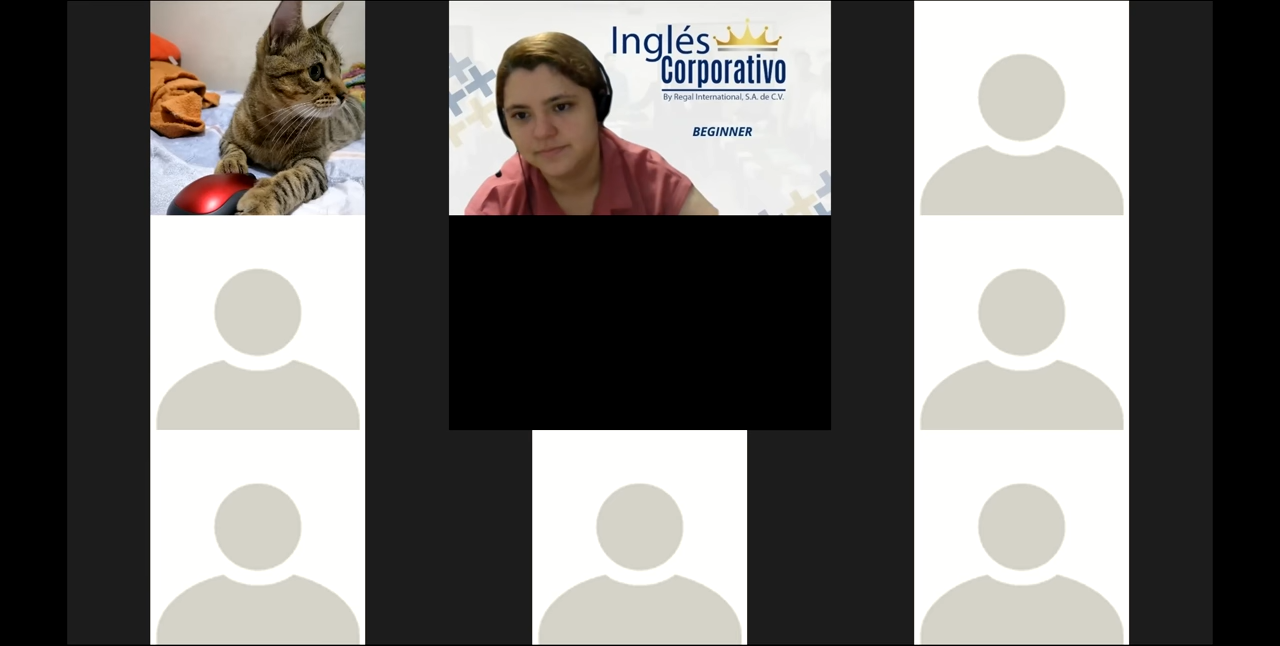 Inglés
Corporativo
By Regal International, S.A. de C.V.
BEGINNER